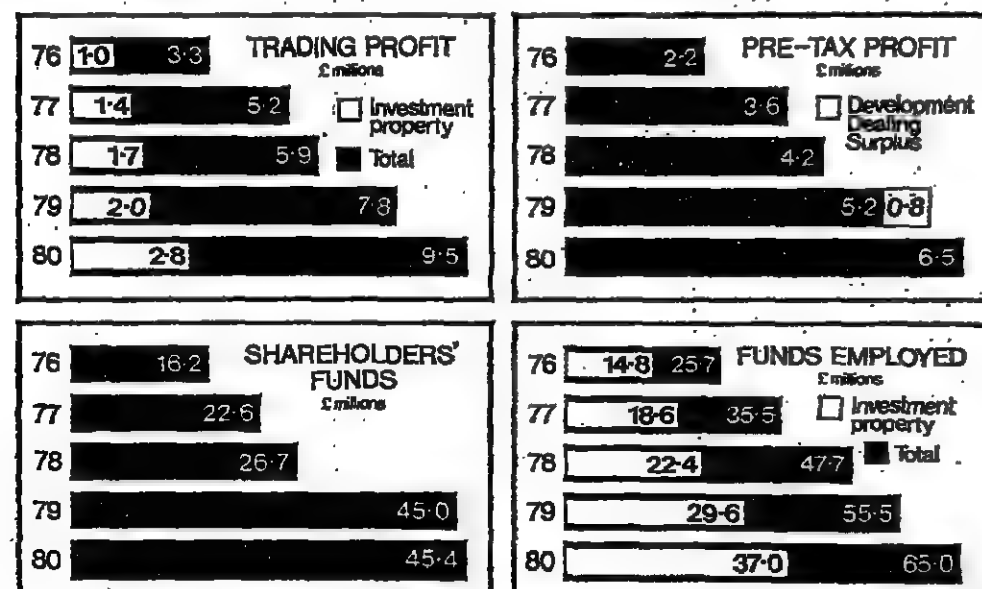 TRADING PROFIT
£ millions
76 1·0 3·3
77 1·4 5·2
Investment
property
78 1·7 5·9
Total
79 2·0 7·8
80 2·8 9·5
PRE-TAX PROFIT
£ millions
76 2·2
77 3·6
Development
Dealing
Surplus
78 4·2
79 5·2 0·8
80 6·5
SHAREHOLDERS'
FUNDS
£ millions
76 16·2
77 22·6
78 26·7
79 45·0
80 45·4
FUNDS EMPLOYED
£ millions
76 14·8 25·7
77 18·6 35·5
Investment
property
78 22·4 47·7
Total
79 29·6 55·5
80 37·0 65·0